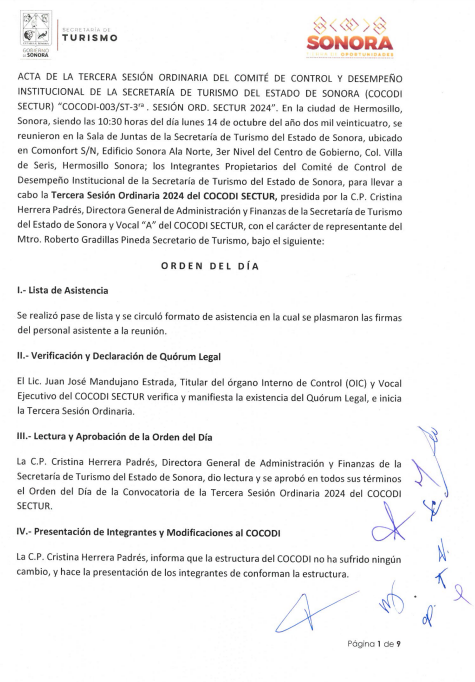 GOBIERNO
DE SONORA
SECRETARÍA DE
TURISMO
SONORA
OPORTUNIDADES
ACTA DE LA TERCERA SESIÓN ORDINARIA DEL COMITÉ DE CONTROL Y DESEMPEÑO
INSTITUCIONAL DE LA SECRETARÍA DE TURISMO DEL ESTADO DE SONORA (COCODI
SECTUR) “COCODI-003/ST-3ra . SESIÓN ORD. SECTUR 2024”. En la ciudad de Hermosillo,
Sonora, siendo las 10:30 horas del día lunes 14 de octubre del año dos mil veinticuatro, se
reunieron en la Sala de Juntas de la Secretaría de Turismo del Estado de Sonora, ubicado
en Comonfort S/N, Edificio Sonora Ala Norte, 3er Nivel del Centro de Gobierno, Col. Villa
de Seris, Hermosillo Sonora; los Integrantes Propietarios del Comité de Control de
Desempeño Institucional de la Secretaría de Turismo del Estado de Sonora, para llevar a
cabo la Tercera Sesión Ordinaria 2024 del COCODI SECTUR, presidida por la C.P. Cristina
Herrera Padrés, Directora General de Administración y Finanzas de la Secretaría de Turismo
del Estado de Sonora y Vocal “A” del COCODI SECTUR, con el carácter de representante del
Mtro. Roberto Gradillas Pineda Secretario de Turismo, bajo el siguiente:
ORDEN DEL DÍA
I.- Lista de Asistencia
Se realizó pase de lista y se circuló formato de asistencia en la cual se plasmaron las firmas
del personal asistente a la reunión.
II.- Verificación y Declaración de Quórum Legal
El Lic. Juan José Mandujano Estrada, Titular del órgano Interno de Control (OIC) y Vocal
Ejecutivo del COCODI SECTUR verifica y manifiesta la existencia del Quórum Legal, e inicia
la Tercera Sesión Ordinaria.
III.- Lectura y Aprobación de la Orden del Día
La C.P. Cristina Herrera Padrés, Directora General de Administración y Finanzas de la
Secretaría de Turismo del Estado de Sonora, dio lectura y se aprobó en todos sus términos
el Orden del Día de la Convocatoria de la Tercera Sesión Ordinaria 2024 del COCODI
SECTUR.
IV.- Presentación de Integrantes y Modificaciones al COCODI
La C.P. Cristina Herrera Padrés, informa que la estructura del COCODI no ha sufrido ningún
cambio, y hace la presentación de los integrantes de conforman la estructura.
Página 1 de 9